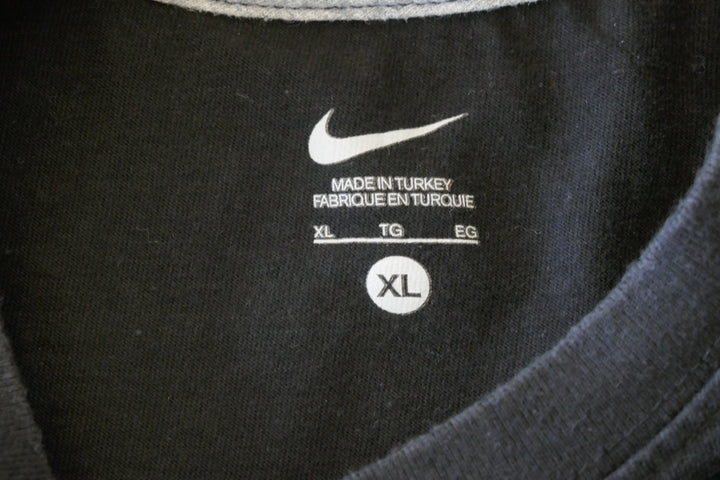 MADE IN TURKEY
FABRIQUE EN TURQUIE
XL TG EG
XL